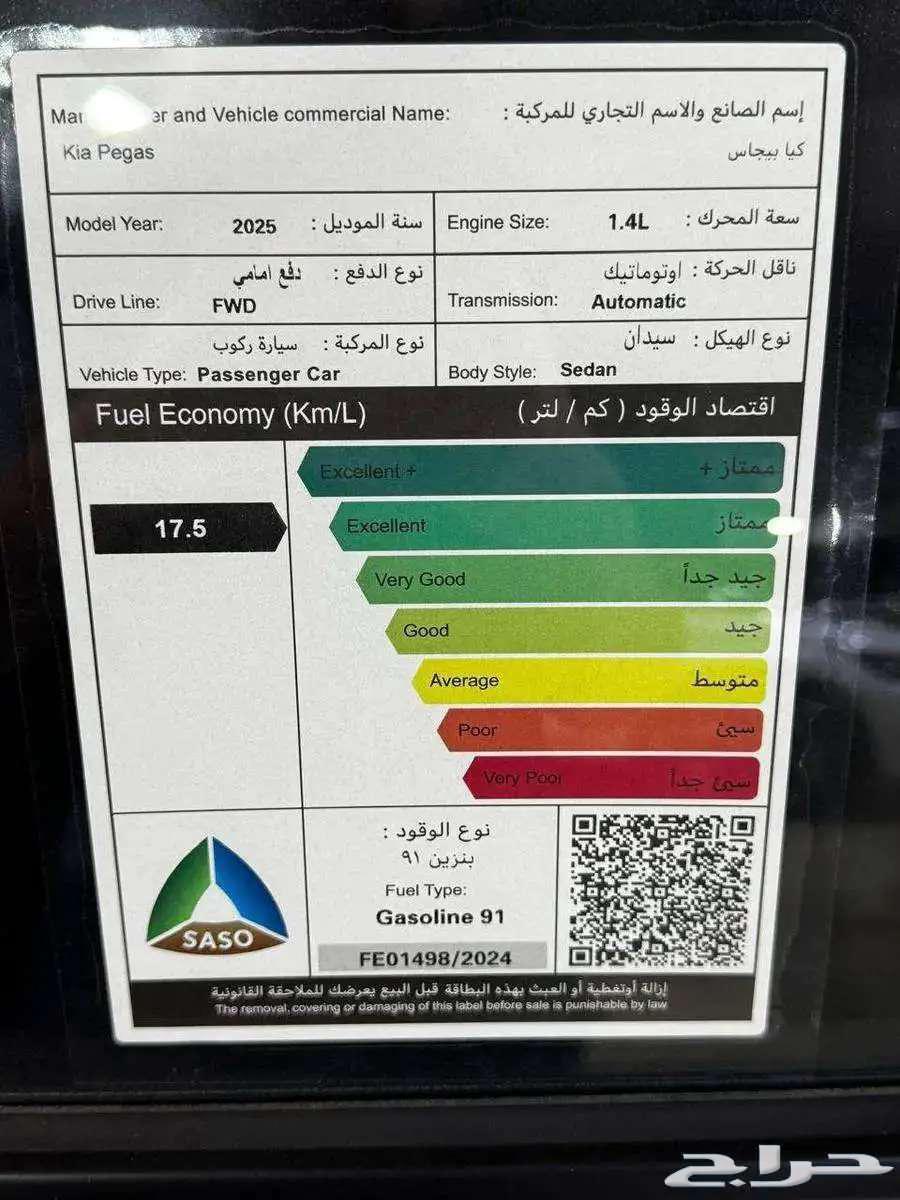 إسم الصانع والاسم التجاري للمركبة :
er and Vehicle commercial Name:
كيا بيجاس
Kia Pegas
Model Year: 2025 سنة الموديل :
Engine Size: 1.4L سعة المحرك :
نوع الدفع : دفع امامي
Drive Line: FWD
ناقل الحركة : اوتوماتيك
Transmission: Automatic
نوع المركبة : سيارة ركوب
Vehicle Type: Passenger Car
نوع الهيكل : سيدان
Body Style: Sedan
Fuel Economy (Km/L) اقتصاد الوقود ( كم / لتر )
17.5
Excellent + ممتاز +
Excellent ممتاز
Very Good جيد جداً
Good جيد
Average متوسط
Poor سيئ
Very Poor سيئ جداً
SASO
نوع الوقود :
بنزين ٩١
Fuel Type:
Gasoline 91
FE01498/2024
إزالة أوتغطية أو العبث بهذه البطاقة قبل البيع يعرضك للملاحقة القانونية
The removal, covering or damaging of this label before sale is punishable by law
حراج